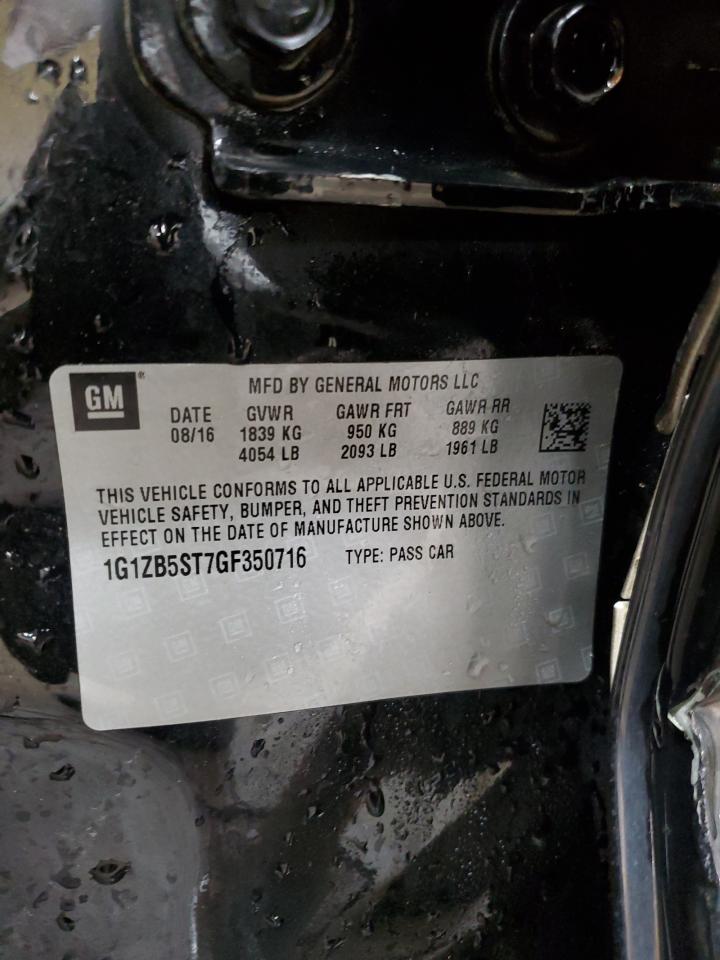 GM ®
MFD BY GENERAL MOTORS LLC
DATE GVWR GAWR FRT GAWR RR
08/16 1839 KG 950 KG 889 KG
4054 LB 2093 LB 1961 LB
THIS VEHICLE CONFORMS TO ALL APPLICABLE U.S. FEDERAL MOTOR
VEHICLE SAFETY, BUMPER, AND THEFT PREVENTION STANDARDS IN
EFFECT ON THE DATE OF MANUFACTURE SHOWN ABOVE.
1G1ZB5ST7GF350716 TYPE: PASS CAR